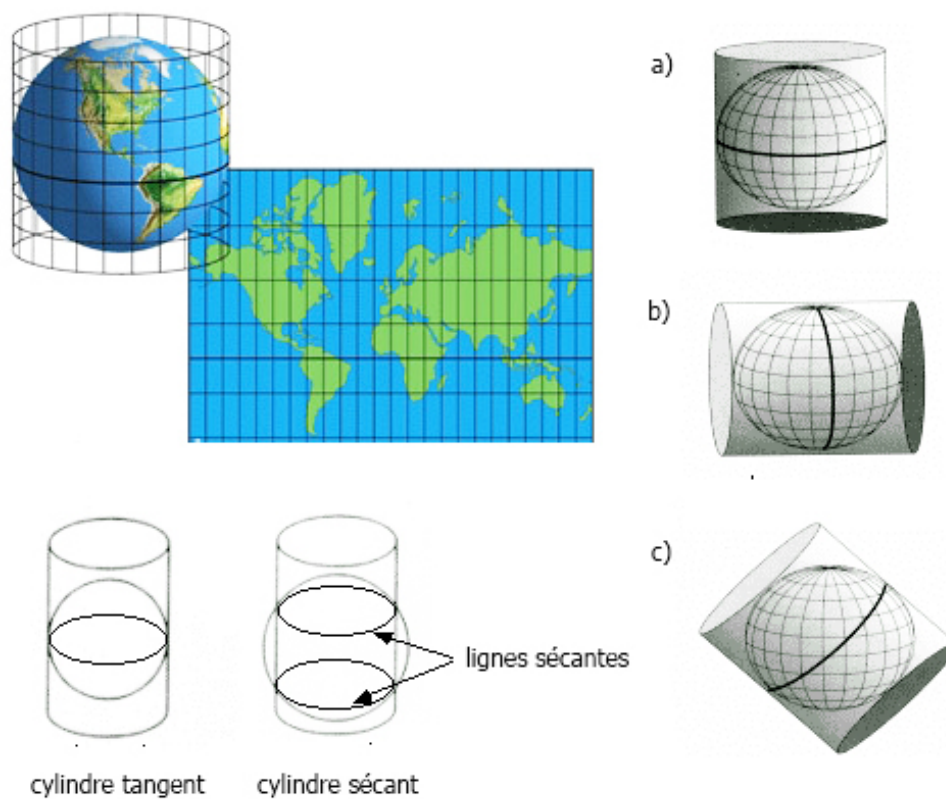 a)
b)
c)
lignes sécantes
cylindre tangent
cylindre sécant